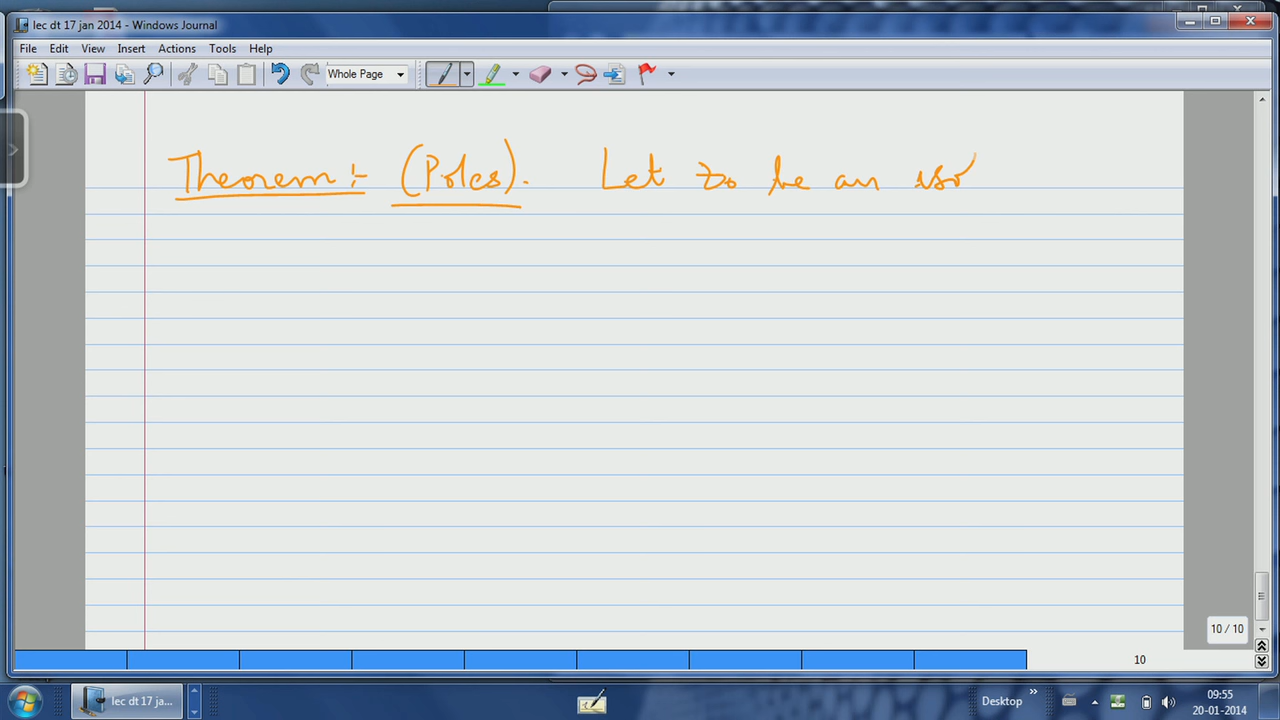 lec dt 17 jan 2014 - Windows Journal
File Edit View Insert Actions Tools Help
Whole Page
Theorem :- (Poles). Let z₀ be an iso
10 / 10
10
lec dt 17 ja...
Desktop
09:55
20-01-2014